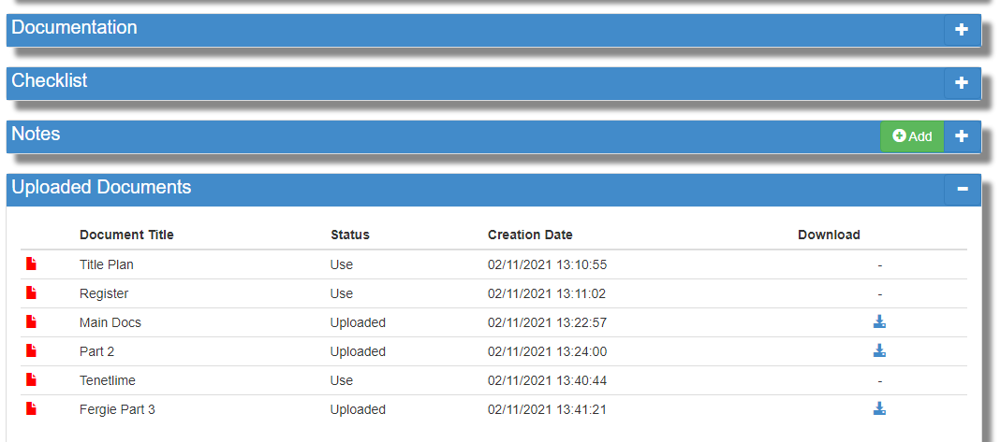 Documentation
Checklist
Notes Add
Uploaded Documents
Document Title Status Creation Date Download
Title Plan Use 02/11/2021 13:10:55 -
Register Use 02/11/2021 13:11:02 -
Main Docs Uploaded 02/11/2021 13:22:57
Part 2 Uploaded 02/11/2021 13:24:00
Tenetlime Use 02/11/2021 13:40:44 -
Fergie Part 3 Uploaded 02/11/2021 13:41:21